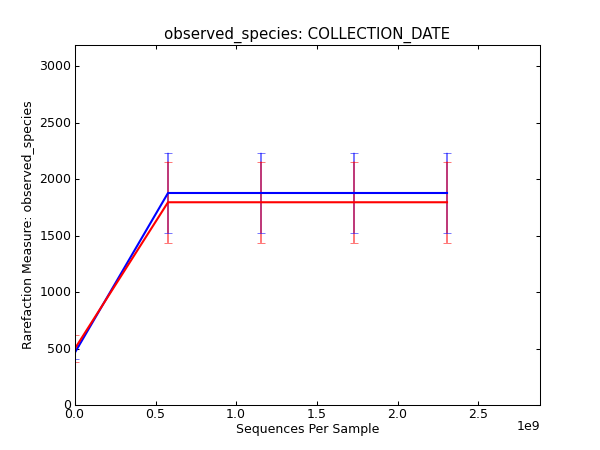 observed_species: COLLECTION_DATE
Rarefaction Measure: observed_species
3000
2500
2000
1500
1000
500
0
0.0 0.5 1.0 1.5 2.0 2.5
1e9
Sequences Per Sample